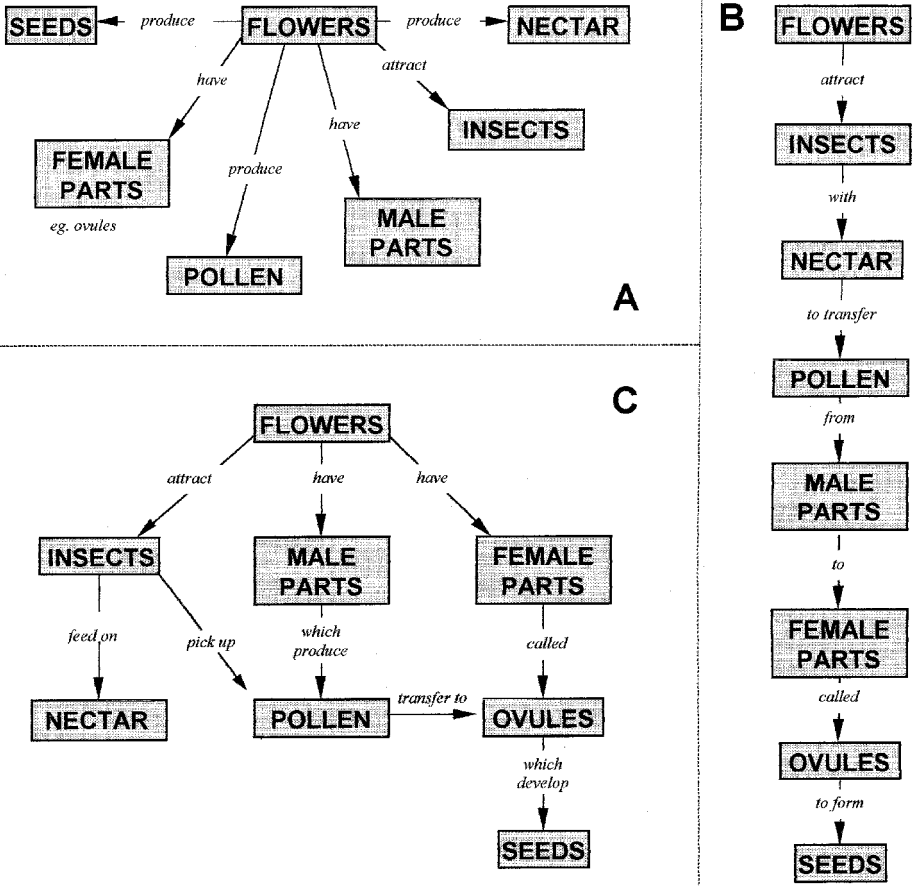 SEEDS
produce
FLOWERS
produce
NECTAR
have
attract
have
INSECTS
FEMALE
PARTS
eg. ovules
produce
MALE
PARTS
POLLEN
A
B
FLOWERS
attract
INSECTS
with
NECTAR
to transfer
POLLEN
from
MALE
PARTS
to
FEMALE
PARTS
called
OVULES
to form
SEEDS
C
FLOWERS
attract
have
have
INSECTS
MALE
PARTS
FEMALE
PARTS
feed on
pick up
which
produce
called
NECTAR
POLLEN
transfer to
OVULES
which
develop
SEEDS